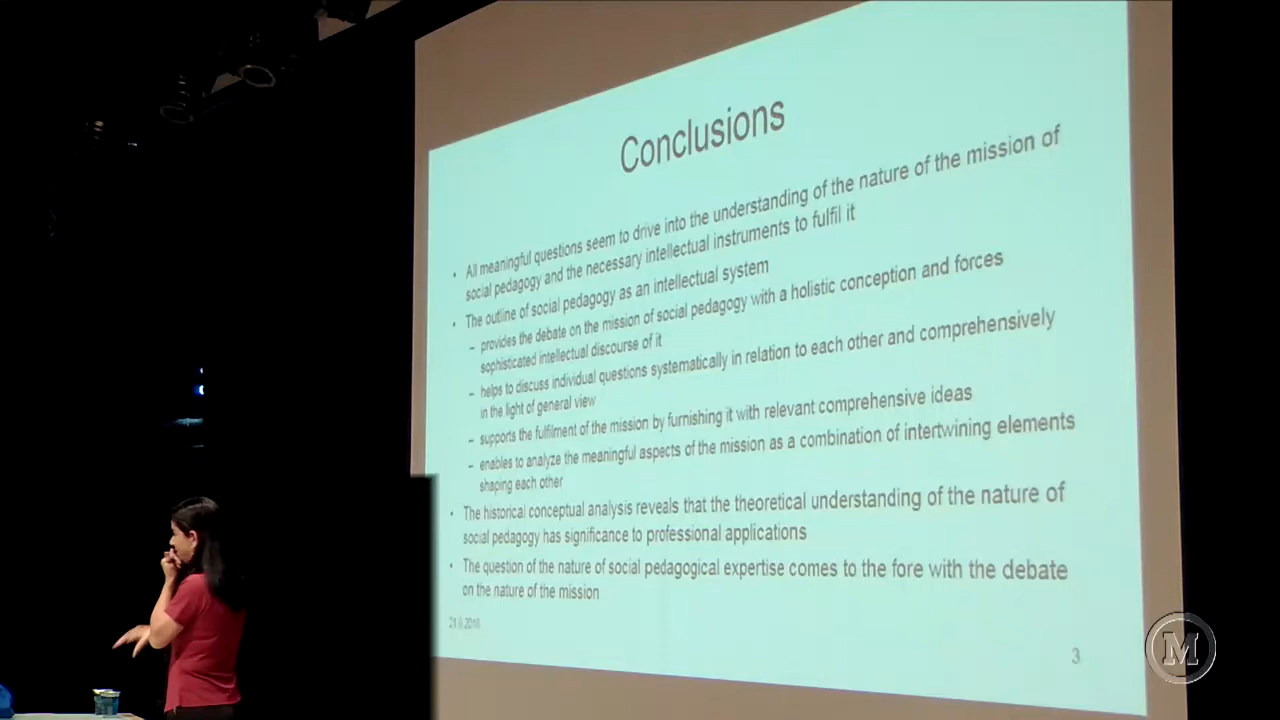 Conclusions
• All meaningful questions seem to drive into the understanding of the nature of the mission of
social pedagogy and the necessary intellectual instruments to fulfil it
• The outline of social pedagogy as an intellectual system
– provides the debate on the mission of social pedagogy with a holistic conception and forces
sophisticated intellectual discourse of it
– helps to discuss individual questions systematically in relation to each other and comprehensively
in the light of general view
– supports the fulfilment of the mission by furnishing it with relevant comprehensive ideas
– enables to analyze the meaningful aspects of the mission as a combination of intertwining elements
shaping each other
• The historical conceptual analysis reveals that the theoretical understanding of the nature of
social pedagogy has significance to professional applications
• The question of the nature of social pedagogical expertise comes to the fore with the debate
on the nature of the mission
3
M